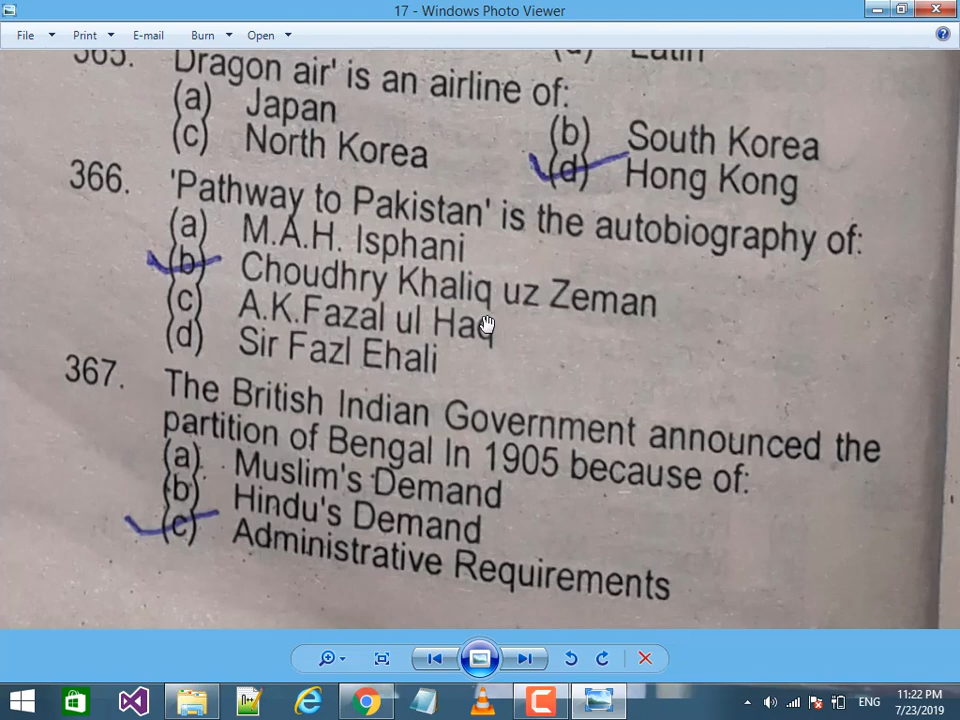 17 - Windows Photo Viewer
File Print E-mail Burn Open
(d) Latin
365. Dragon air' is an airline of:
(a) Japan (b) South Korea
(c) North Korea (d) Hong Kong
366. 'Pathway to Pakistan' is the autobiography of:
(a) M.A.H. Isphani
(b) Choudhry Khaliq uz Zeman
(c) A.K.Fazal ul Haq
(d) Sir Fazl Ehali
367. The British Indian Government announced the
partition of Bengal In 1905 because of:
(a) Muslim's Demand
(b) Hindu's Demand
(c) Administrative Requirements
ENG 11:22 PM
7/23/2019